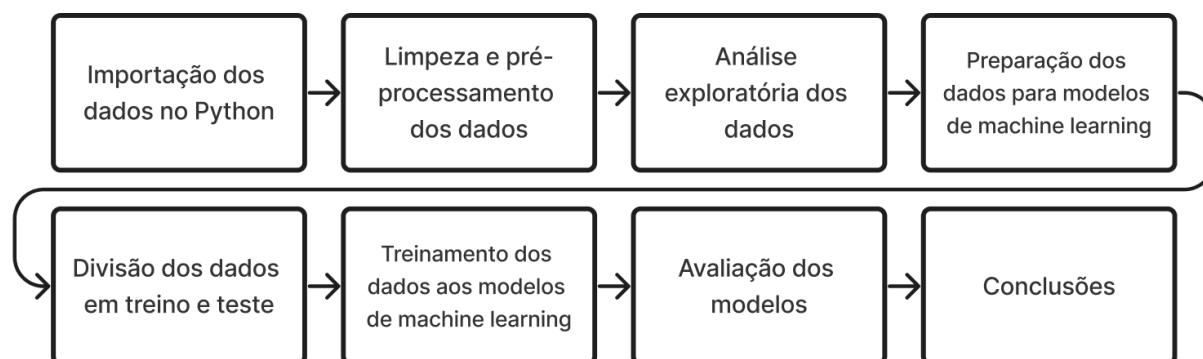 Importação dos
dados no Python
Limpeza e pré-
processamento
dos dados
Análise
exploratória dos
dados
Preparação dos
dados para modelos
de machine learning
Divisão dos dados
em treino e teste
Treinamento dos
dados aos modelos
de machine learning
Avaliação dos
modelos
Conclusões